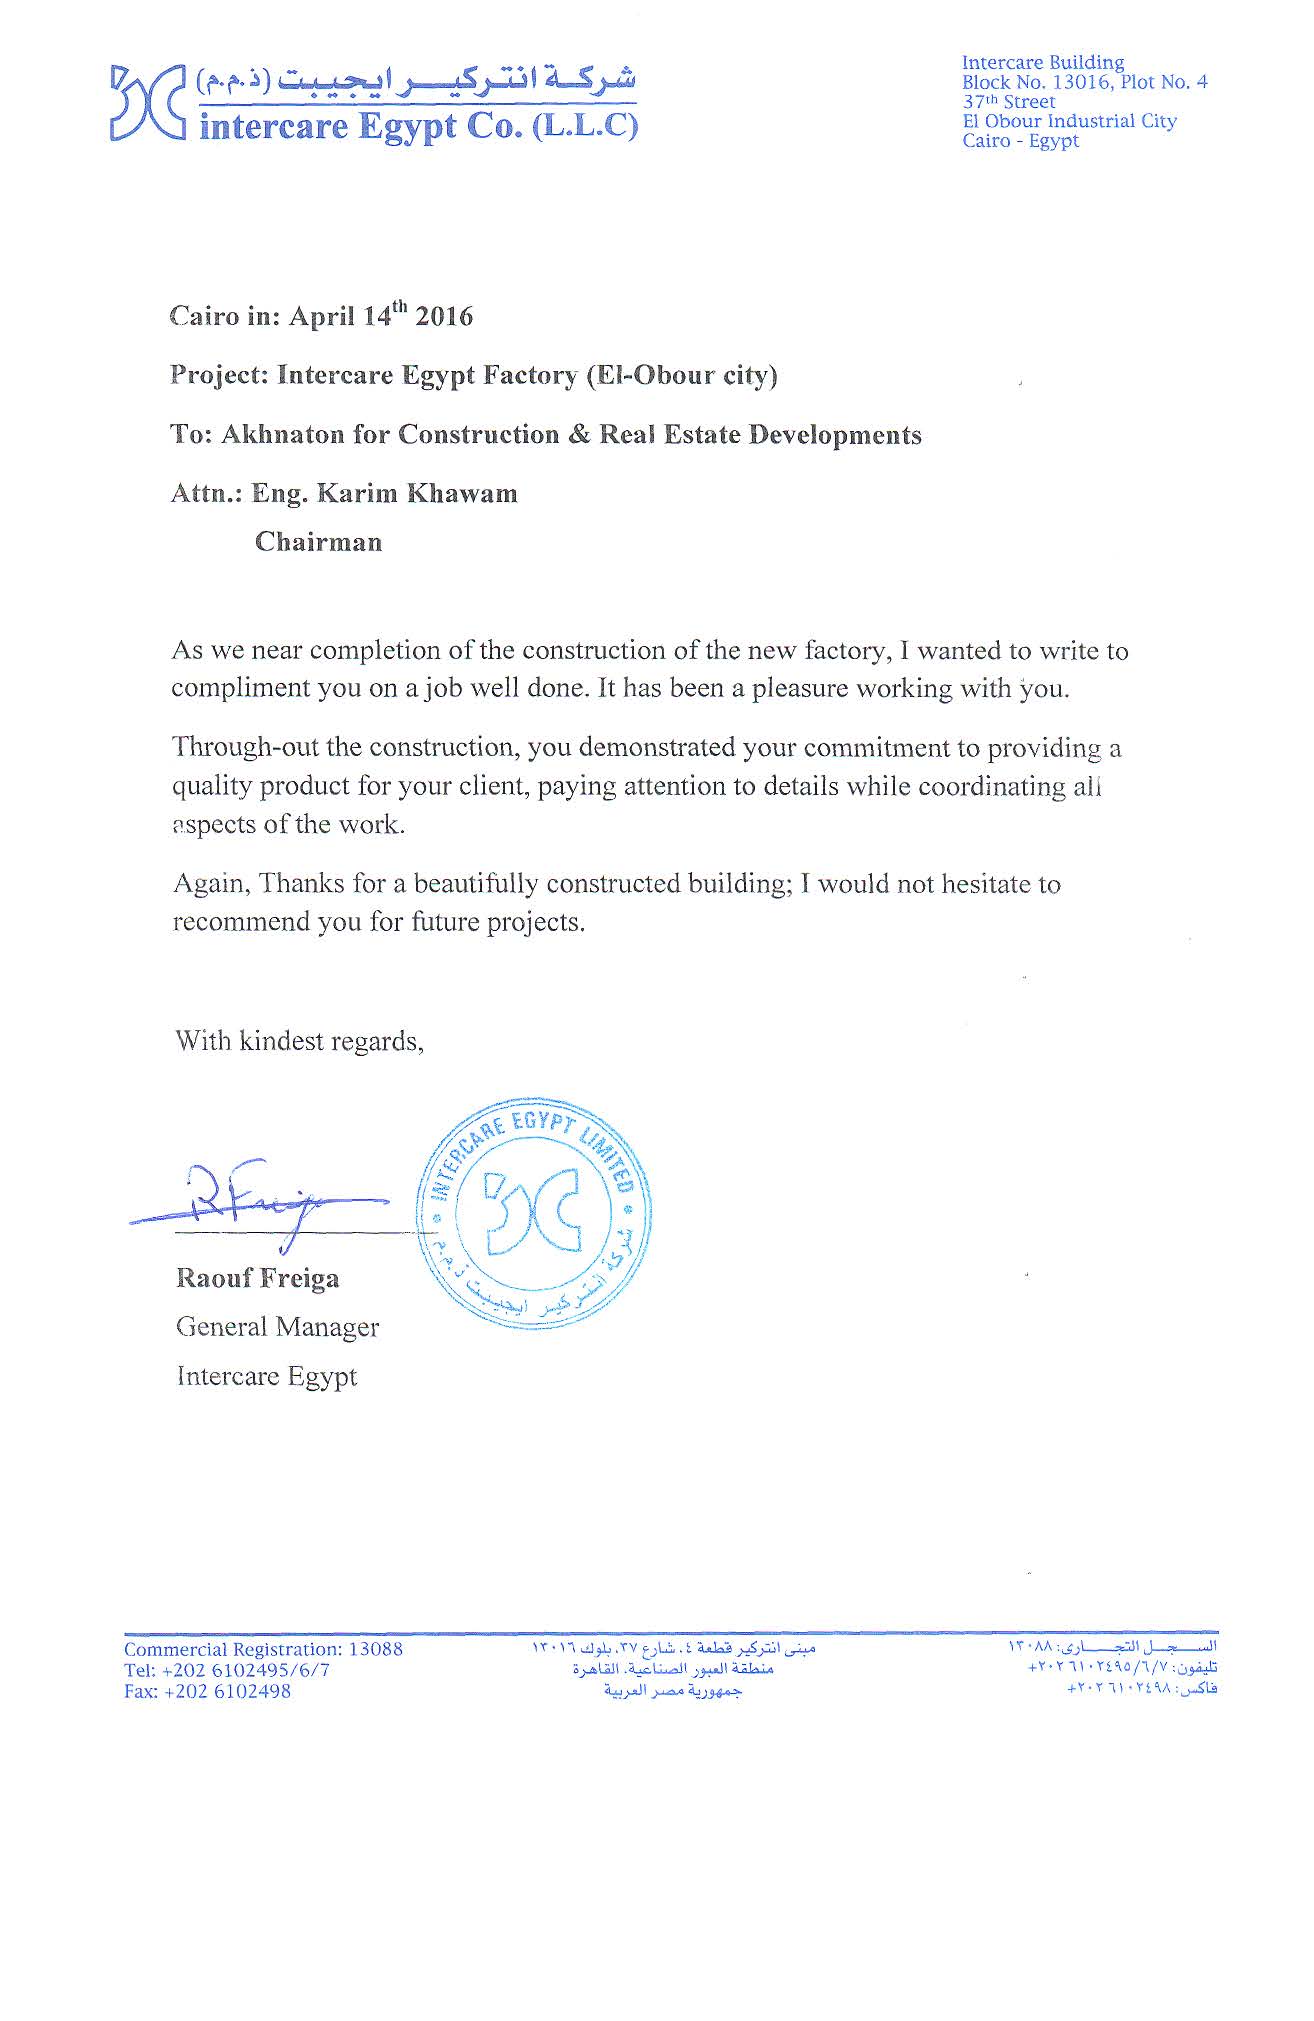 شركة انتركير ايجيبت (ذ.م.م)
intercare Egypt Co. (L.L.C)
Intercare Building
Block No. 13016, Plot No. 4
37th Street
El Obour Industrial City
Cairo - Egypt
Cairo in: April 14th 2016
Project: Intercare Egypt Factory (El-Obour city)
To: Akhnaton for Construction & Real Estate Developments
Attn.: Eng. Karim Khawam
Chairman
As we near completion of the construction of the new factory, I wanted to write to
compliment you on a job well done. It has been a pleasure working with you.
Through-out the construction, you demonstrated your commitment to providing a
quality product for your client, paying attention to details while coordinating all
aspects of the work.
Again, Thanks for a beautifully constructed building; I would not hesitate to
recommend you for future projects.
With kindest regards,
R Freiga
INTERCARE EGYPT LIMITED
شركة انتركير ايجيبت ذ.م.م
Raouf Freiga
General Manager
Intercare Egypt
Commercial Registration: 13088
Tel: +202 6102495/6/7
Fax: +202 6102498
مبنى انتركير قطعة ٤، شارع ٣٧، بلوك ١٣٠١٦
منطقة العبور الصناعية، القاهرة
جمهورية مصر العربية
السجل التجارى: ١٣٠٨٨
تليفون: ٢٠٢٦١٠٢٤٩٥/٦/٧+
فاكس: ٢٠٢٦١٠٢٤٩٨+